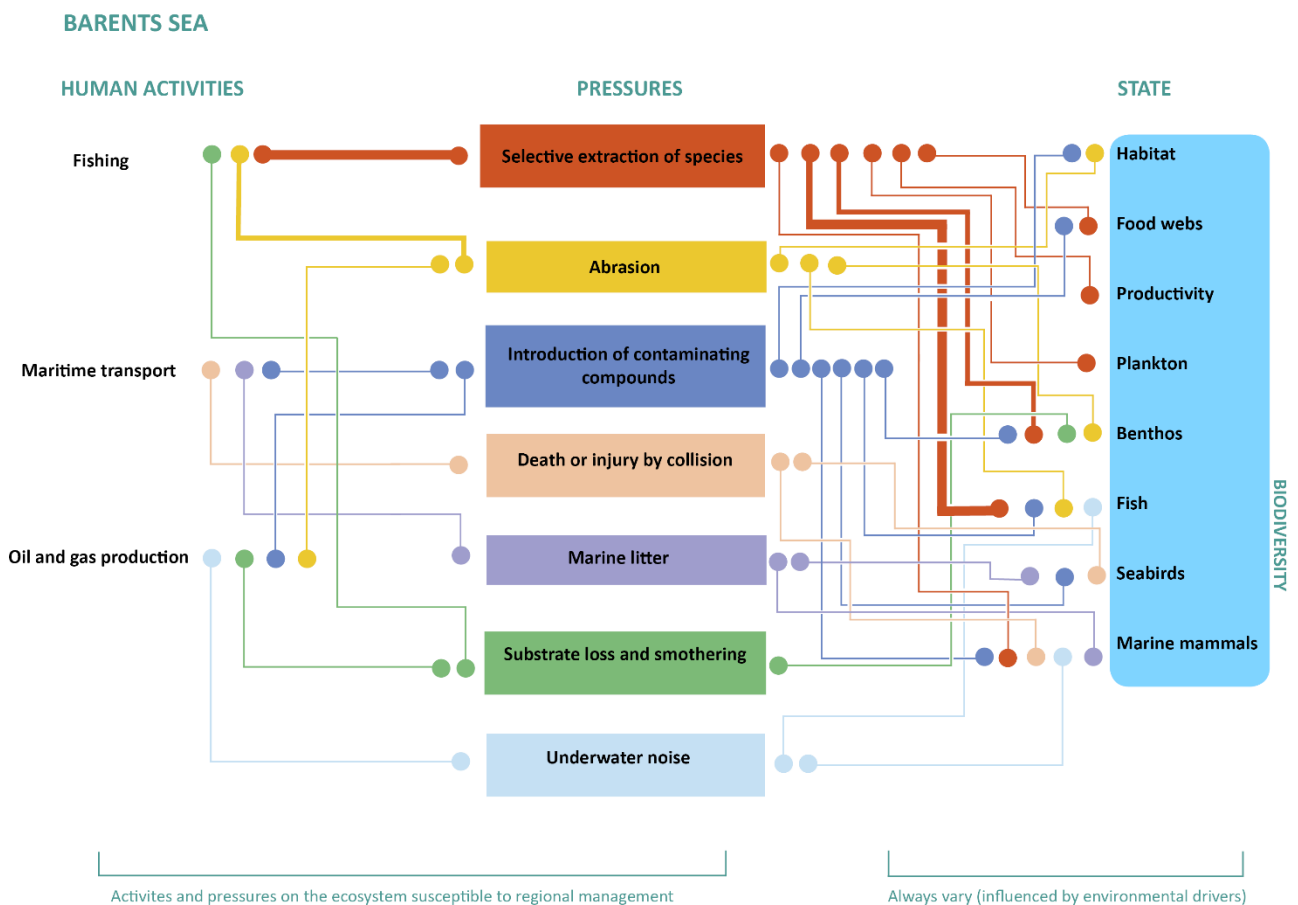 BARENTS SEA
HUMAN ACTIVITIES
PRESSURES
STATE
Fishing
Selective extraction of species
Habitat
Food webs
Abrasion
Productivity
Maritime transport
Introduction of contaminating
compounds
Plankton
Benthos
Death or injury by collision
Fish
BIODIVERSITY
Oil and gas production
Marine litter
Seabirds
Substrate loss and smothering
Marine mammals
Underwater noise
Activites and pressures on the ecosystem susceptible to regional management
Always vary (influenced by environmental drivers)